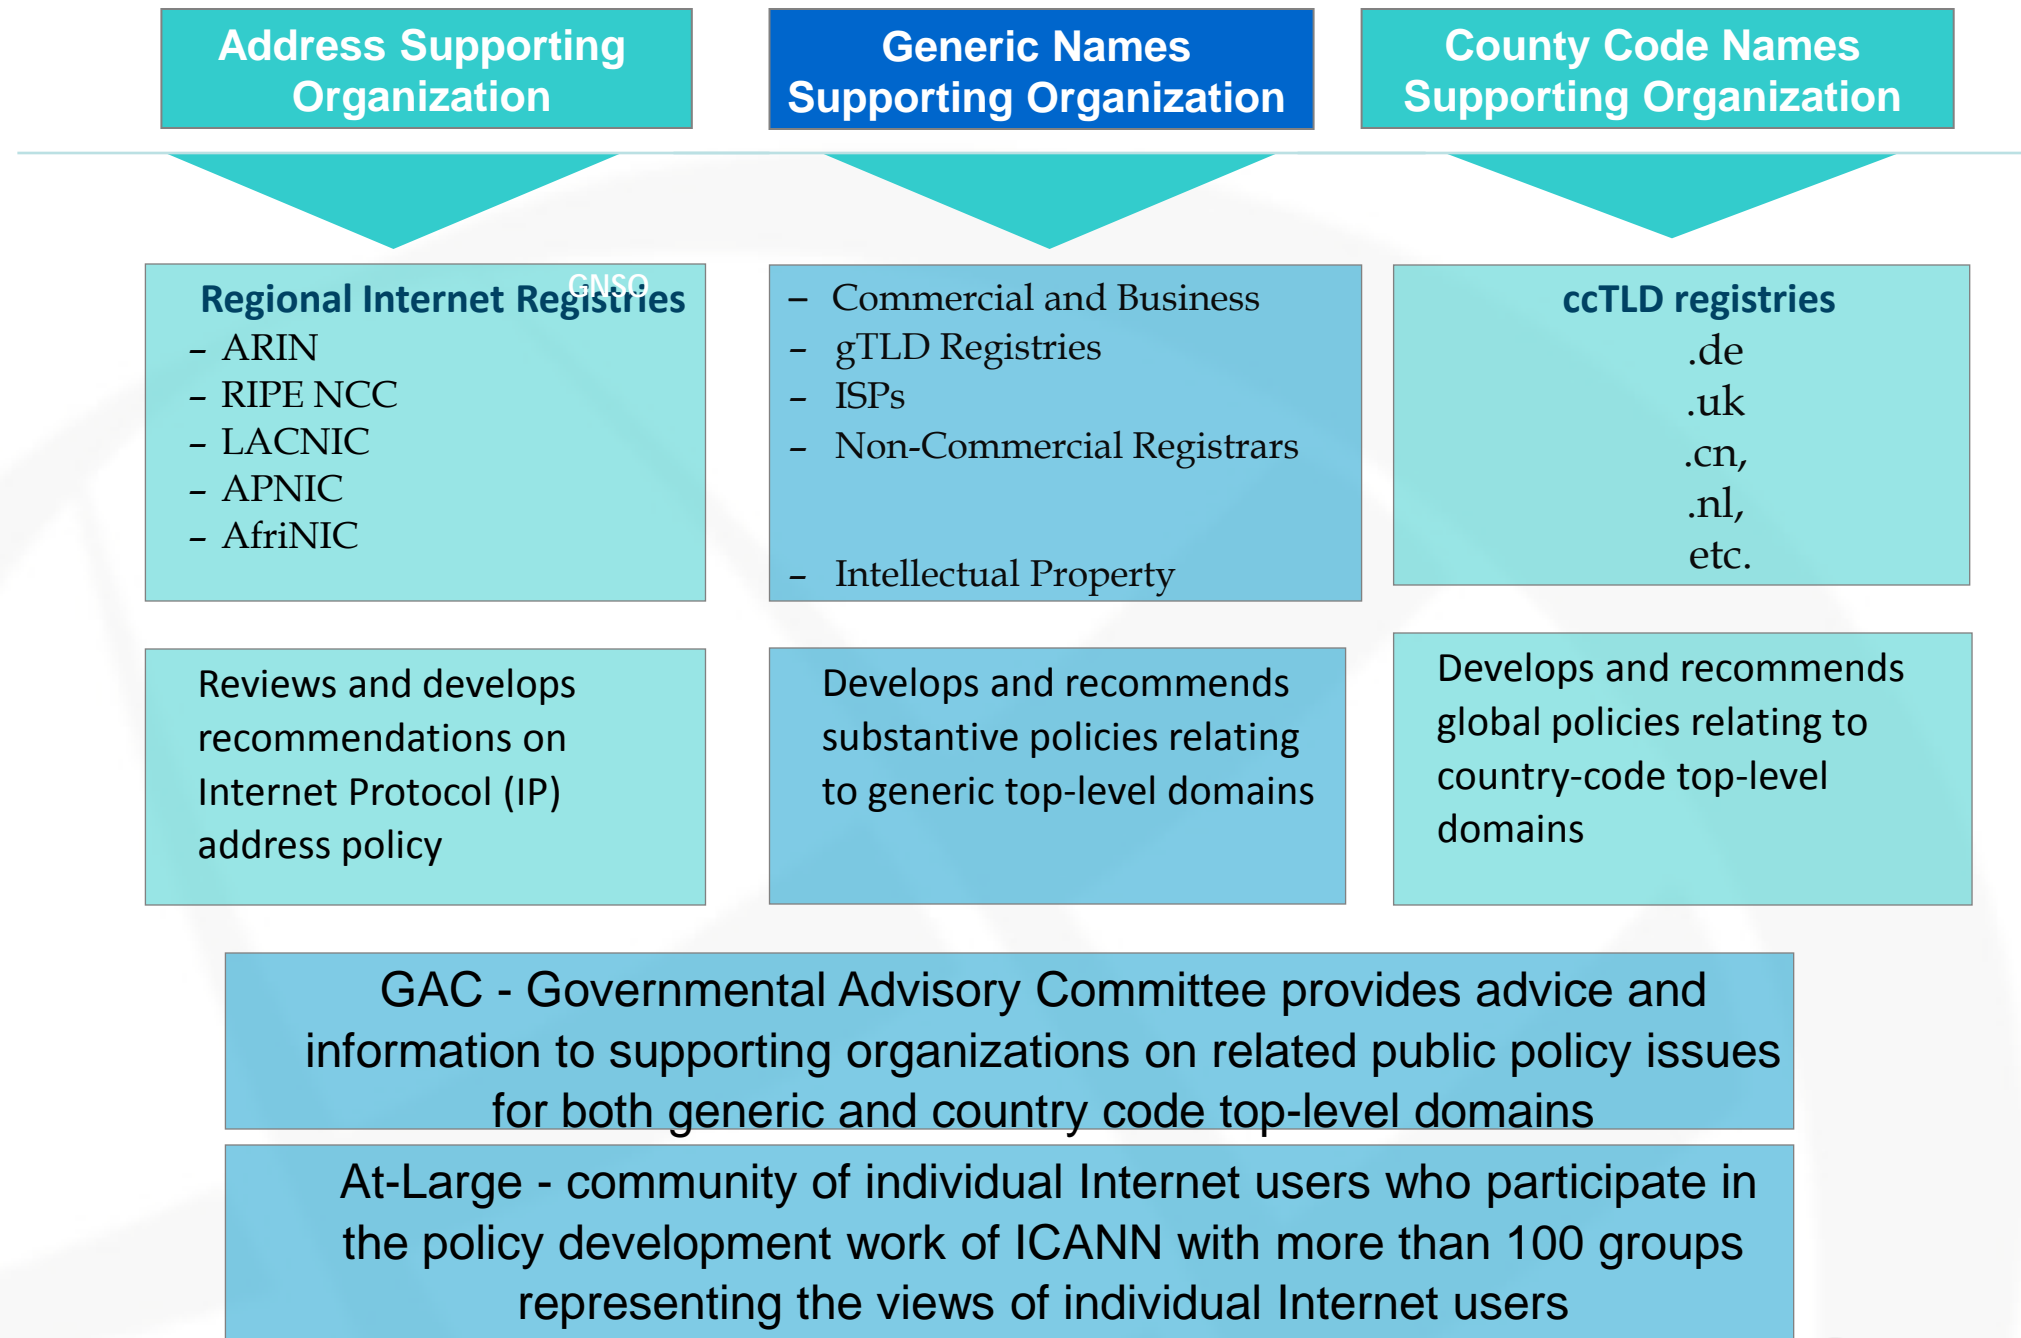 Address Supporting
Organization
Generic Names
Supporting Organization
County Code Names
Supporting Organization
GNSO
Regional Internet Registries
– ARIN
– RIPE NCC
– LACNIC
– APNIC
– AfriNIC
– Commercial and Business
– gTLD Registries
– ISPs
– Non-Commercial Registrars
– Intellectual Property
ccTLD registries
.de
.uk
.cn,
.nl,
etc.
Reviews and develops
recommendations on
Internet Protocol (IP)
address policy
Develops and recommends
substantive policies relating
to generic top-level domains
Develops and recommends
global policies relating to
country-code top-level
domains
GAC - Governmental Advisory Committee provides advice and
information to supporting organizations on related public policy issues
for both generic and country code top-level domains
At-Large - community of individual Internet users who participate in
the policy development work of ICANN with more than 100 groups
representing the views of individual Internet users